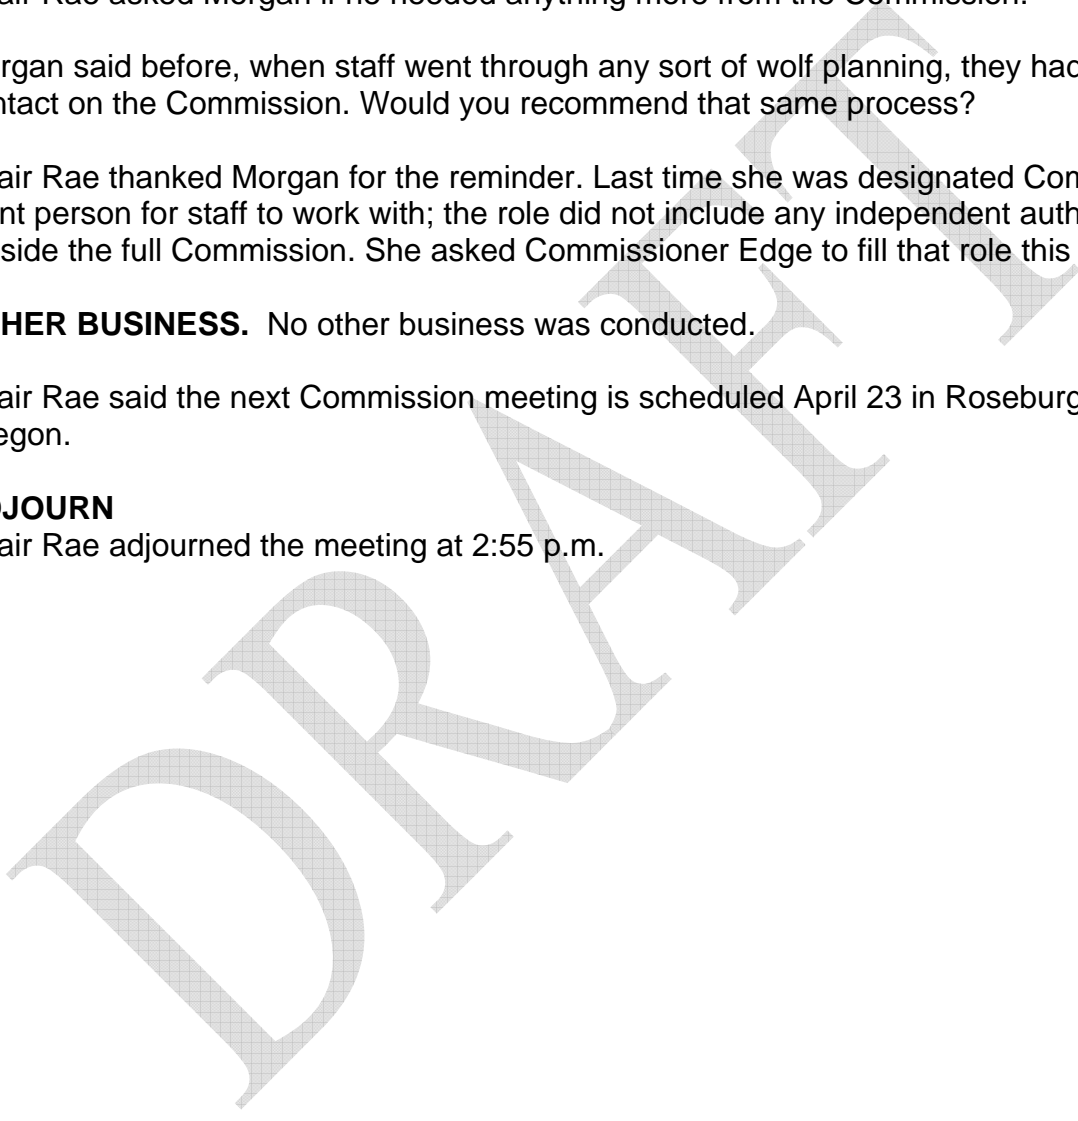 air Rae asked Morgan if he needed anything more from the Commission.
rgan said before, when staff went through any sort of wolf planning, they had
ntact on the Commission. Would you recommend that same process?
air Rae thanked Morgan for the reminder. Last time she was designated Com
nt person for staff to work with; the role did not include any independent auth
side the full Commission. She asked Commissioner Edge to fill that role this
HER BUSINESS. No other business was conducted.
air Rae said the next Commission meeting is scheduled April 23 in Roseburg
egon.
JOURN
air Rae adjourned the meeting at 2:55 p.m.
DRAFT